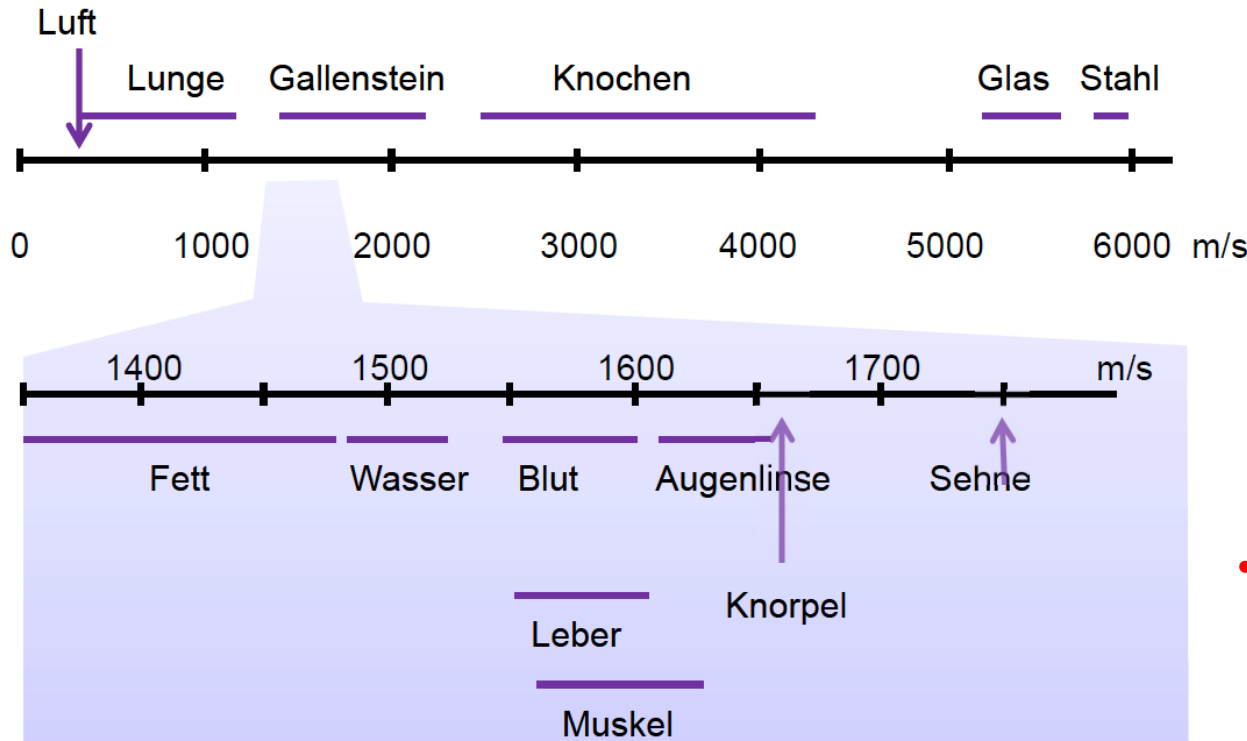 Luft
Lunge Gallenstein Knochen Glas Stahl
0 1000 2000 3000 4000 5000 6000 m/s
1400 1500 1600 1700 m/s
Fett Wasser Blut Augenlinse Sehne
Knorpel
Leber
Muskel